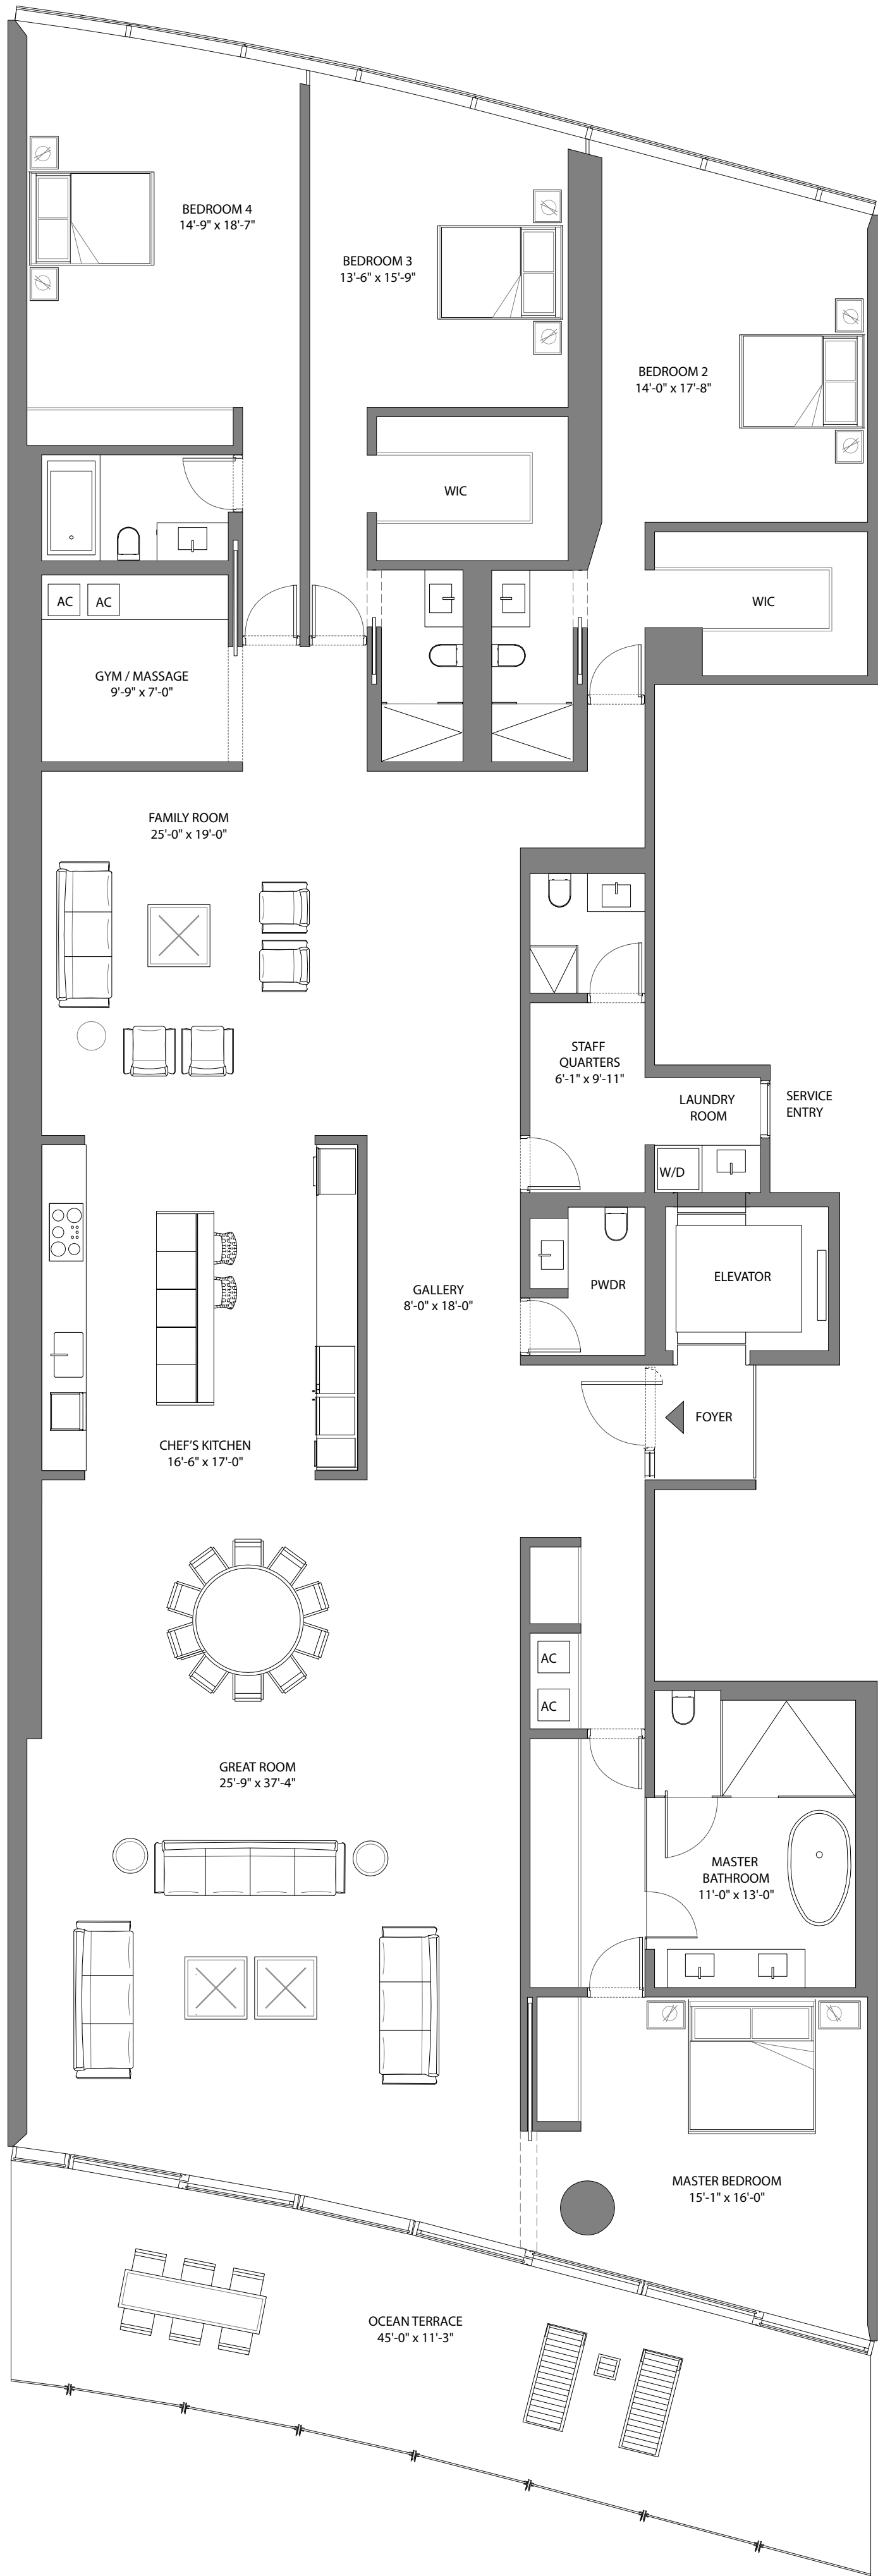 BEDROOM 4
14'-9" x 18'-7"
BEDROOM 3
13'-6" x 15'-9"
BEDROOM 2
14'-0" x 17'-8"
WIC
WIC
AC
AC
GYM / MASSAGE
9'-9" x 7'-0"
FAMILY ROOM
25'-0" x 19'-0"
STAFF
QUARTERS
6'-1" x 9'-11"
LAUNDRY
ROOM
SERVICE
ENTRY
W/D
GALLERY
8'-0" x 18'-0"
PWDR
ELEVATOR
FOYER
CHEF'S KITCHEN
16'-6" x 17'-0"
AC
AC
GREAT ROOM
25'-9" x 37'-4"
MASTER
BATHROOM
11'-0" x 13'-0"
MASTER BEDROOM
15'-1" x 16'-0"
OCEAN TERRACE
45'-0" x 11'-3"